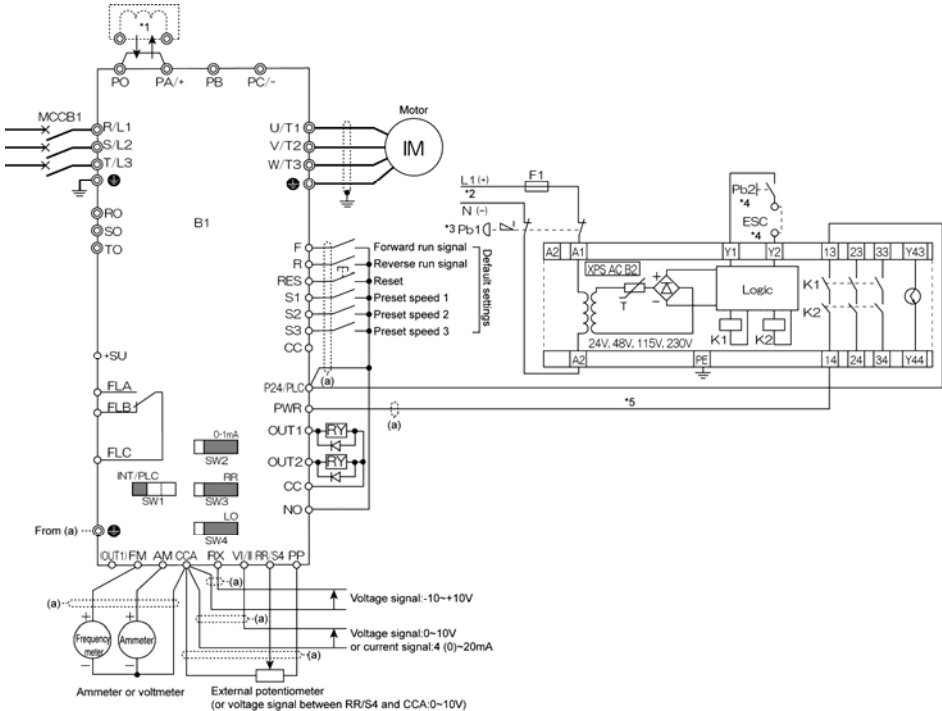 *1
PO PA/+ PB PC/-
MCCB1
R/L1
S/L2
T/L3
U/T1
V/T2
W/T3
Motor
IM
RO
SO
TO
B1
F
R
RES
S1
S2
S3
CC
Forward run signal
Reverse run signal
Reset
Preset speed 1
Preset speed 2
Preset speed 3
Default settings
(a)
+SU
FLA
FLB
FLC
P24/PLC
PWR
OUT1
OUT2
CC
NO
RY
RY
(a)
*5
0-1mA
SW2
INT/PLC
SW1
RR
SW3
LO
SW4
From (a)
(OUT1) FM AM CCA RX VI/II RR/S4 PP
(a)
(a)
(a)
(a)
Voltage signal:-10~+10V
Voltage signal:0~10V
or current signal:4 (0)~20mA
+ +
Frequency
meter
Ammeter
− −
Ammeter or voltmeter
External potentiometer
(or voltage signal between RR/S4 and CCA:0~10V)
L1 (+)
F1
*2
N (−)
*3 Pb1
Pb2
*4
ESC
*4
A2 A1 Y1 Y2 13 23 33 Y43
XPS AC B2
T
+
−
Logic
K1
K2
K1 K2
24V, 48V, 115V, 230V
A2 PE 14 24 34 Y44